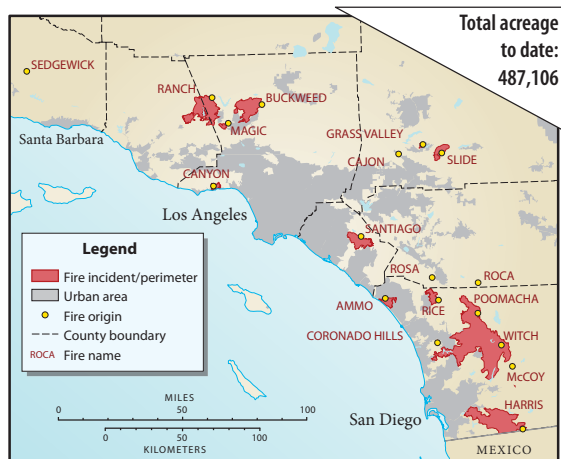 Total acreage
to date:
487,106
SEDGEWICK
RANCH
BUCKWEED
MAGIC
GRASS VALLEY
Santa Barbara
CAJON
SLIDE
CANYON
Los Angeles
SANTIAGO
Legend
Fire incident/perimeter
Urban area
Fire origin
County boundary
ROCA Fire name
ROSA
ROCA
AMMO
RICE
POOMACHA
CORONADO HILLS
WITCH
McCOY
MILES
0 100
0 100
KILOMETERS
HARRIS
San Diego
MEXICO